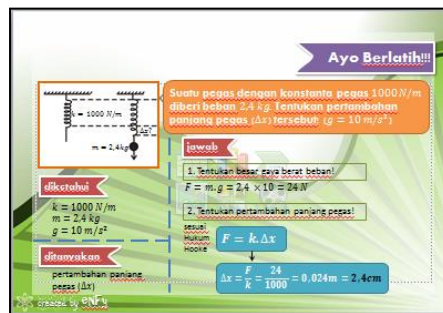 Ayo Berlatih!!!
Suatu pegas dengan konstanta pegas 1000 N/m
diberi beban 2,4 kg. Tentukan pertambahan
panjang pegas (Δx) tersebut! (g = 10 m/s²)
k = 1000 N/m
Δx?
m = 2,4kg
diketahui
k = 1000 N/m
m = 2,4 kg
g = 10 m/s²
ditanyakan
pertambahan panjang
pegas (Δx)
jawab
1. Tentukan besar gaya berat beban!
F = m.g = 2,4 × 10 = 24 N
2. Tentukan pertambahan panjang pegas!
sesuai
Hukum
Hooke
F = k.Δx
Δx = F/k = 24/1000 = 0,024m = 2,4cm
created by eNFy